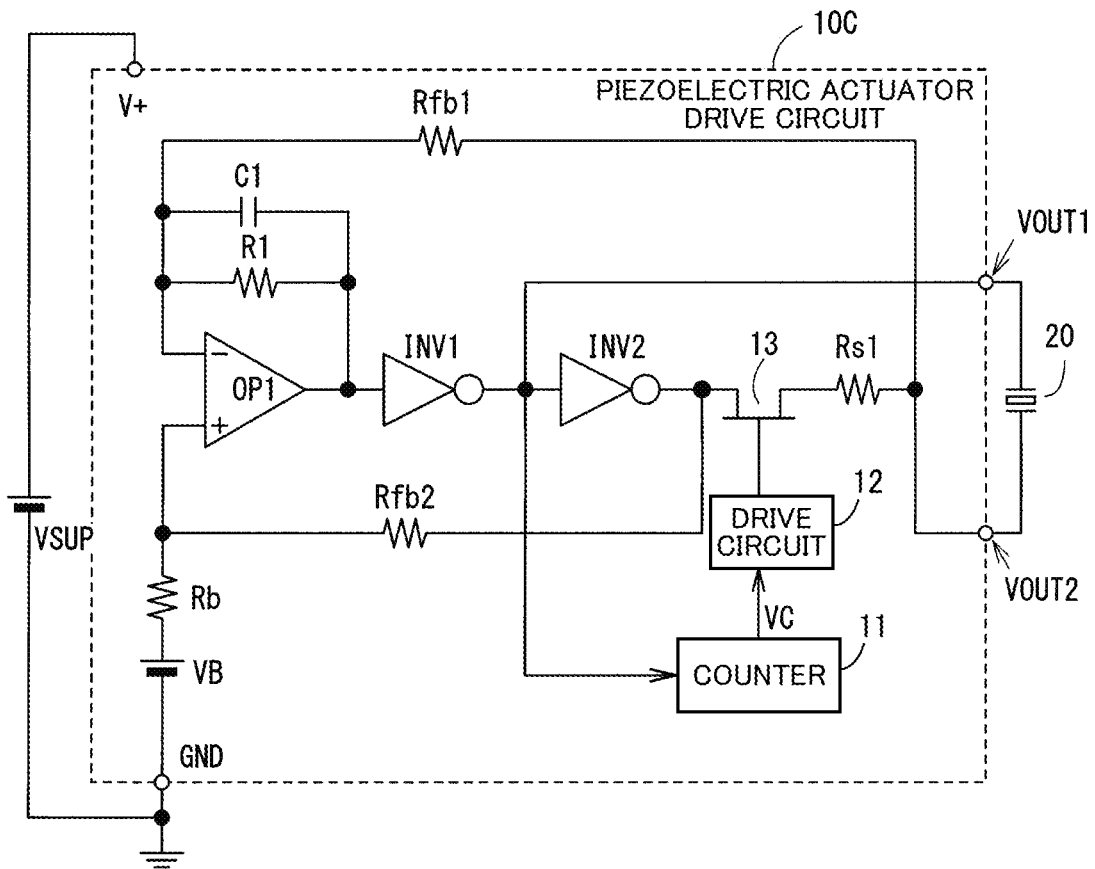 10C
V+
PIEZOELECTRIC ACTUATOR
DRIVE CIRCUIT
Rfb1
C1
R1
VOUT1
INV1
INV2
13
Rs1
20
−
OP1
+
Rfb2
12
VSUP
DRIVE
CIRCUIT
VOUT2
Rb
VC
11
VB
COUNTER
GND